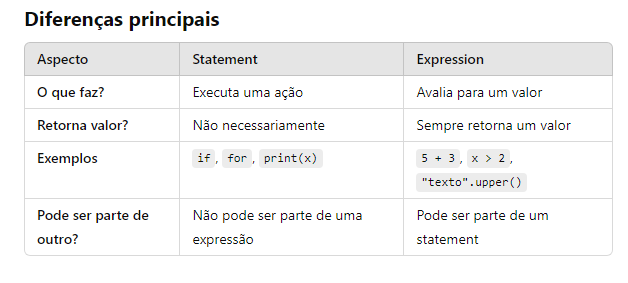 Diferenças principais
Aspecto Statement Expression
O que faz? Executa uma ação Avalia para um valor
Retorna valor? Não necessariamente Sempre retorna um valor
Exemplos if, for, print(x) 5 + 3, x > 2,
"texto".upper()
Pode ser parte de Não pode ser parte de uma Pode ser parte de um
outro? expressão statement